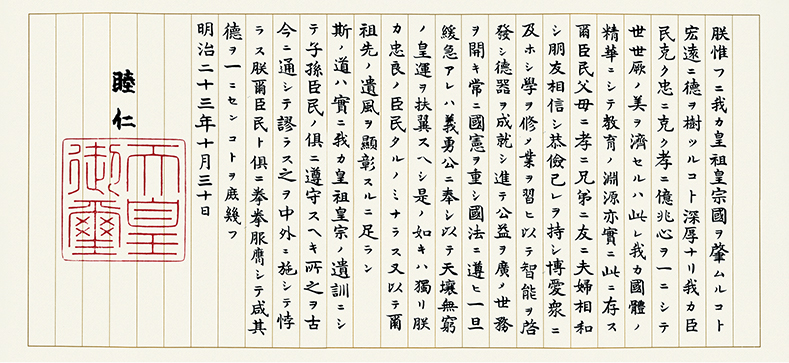 朕惟フニ我カ皇祖皇宗國ヲ肇ムルコト
宏遠ニ德ヲ樹ツルコト深厚ナリ我カ臣
民克ク忠ニ克ク孝ニ億兆心ヲ一ニシテ
世世厥ノ美ヲ濟セルハ此レ我カ國體ノ
精華ニシテ教育ノ淵源亦實ニ此ニ存ス
爾臣民父母ニ孝ニ兄弟ニ友ニ夫婦相和
シ朋友相信シ恭儉己レヲ持シ博愛衆ニ
及ホシ學ヲ修メ業ヲ習ヒ以テ智能ヲ啓
發シ德器ヲ成就シ進テ公益ヲ廣メ世務
ヲ開キ常ニ國憲ヲ重シ國法ニ遵ヒ一旦
緩急アレハ義勇公ニ奉シ以テ天壤無窮
ノ皇運ヲ扶翼スヘシ是ノ如キハ獨リ朕
カ忠良ノ臣民タルノミナラス又以テ爾
祖先ノ遺風ヲ顯彰スルニ足ラン
斯ノ道ハ實ニ我カ皇祖皇宗ノ遺訓ニシ
テ子孫臣民ノ俱ニ遵守スヘキ所之ヲ古
今ニ通シテ謬ラス之ヲ中外ニ施シテ悖
ラス朕爾臣民ト俱ニ拳拳服膺シテ咸其
德ヲ一ニセンコトヲ庶幾フ
明治二十三年十月三十日
睦仁
天皇
御璽